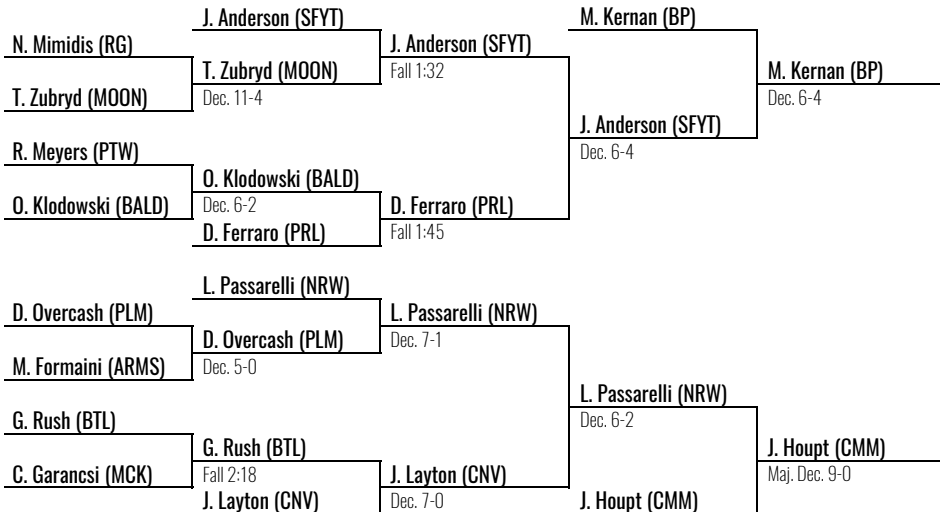 J. Anderson (SFYT)
M. Kernan (BP)
N. Mimidis (RG)
J. Anderson (SFYT)
T. Zubryd (MOON)
Fall 1:32
M. Kernan (BP)
T. Zubryd (MOON)
Dec. 11-4
Dec. 6-4
J. Anderson (SFYT)
R. Meyers (PTW)
Dec. 6-4
O. Klodowski (BALD)
O. Klodowski (BALD)
Dec. 6-2
D. Ferraro (PRL)
D. Ferraro (PRL)
Fall 1:45
L. Passarelli (NRW)
D. Overcash (PLM)
L. Passarelli (NRW)
D. Overcash (PLM)
Dec. 7-1
M. Formaini (ARMS)
Dec. 5-0
L. Passarelli (NRW)
G. Rush (BTL)
Dec. 6-2
G. Rush (BTL)
J. Houpt (CMM)
C. Garancsi (MCK)
Fall 2:18
J. Layton (CNV)
Maj. Dec. 9-0
J. Layton (CNV)
Dec. 7-0
J. Houpt (CMM)